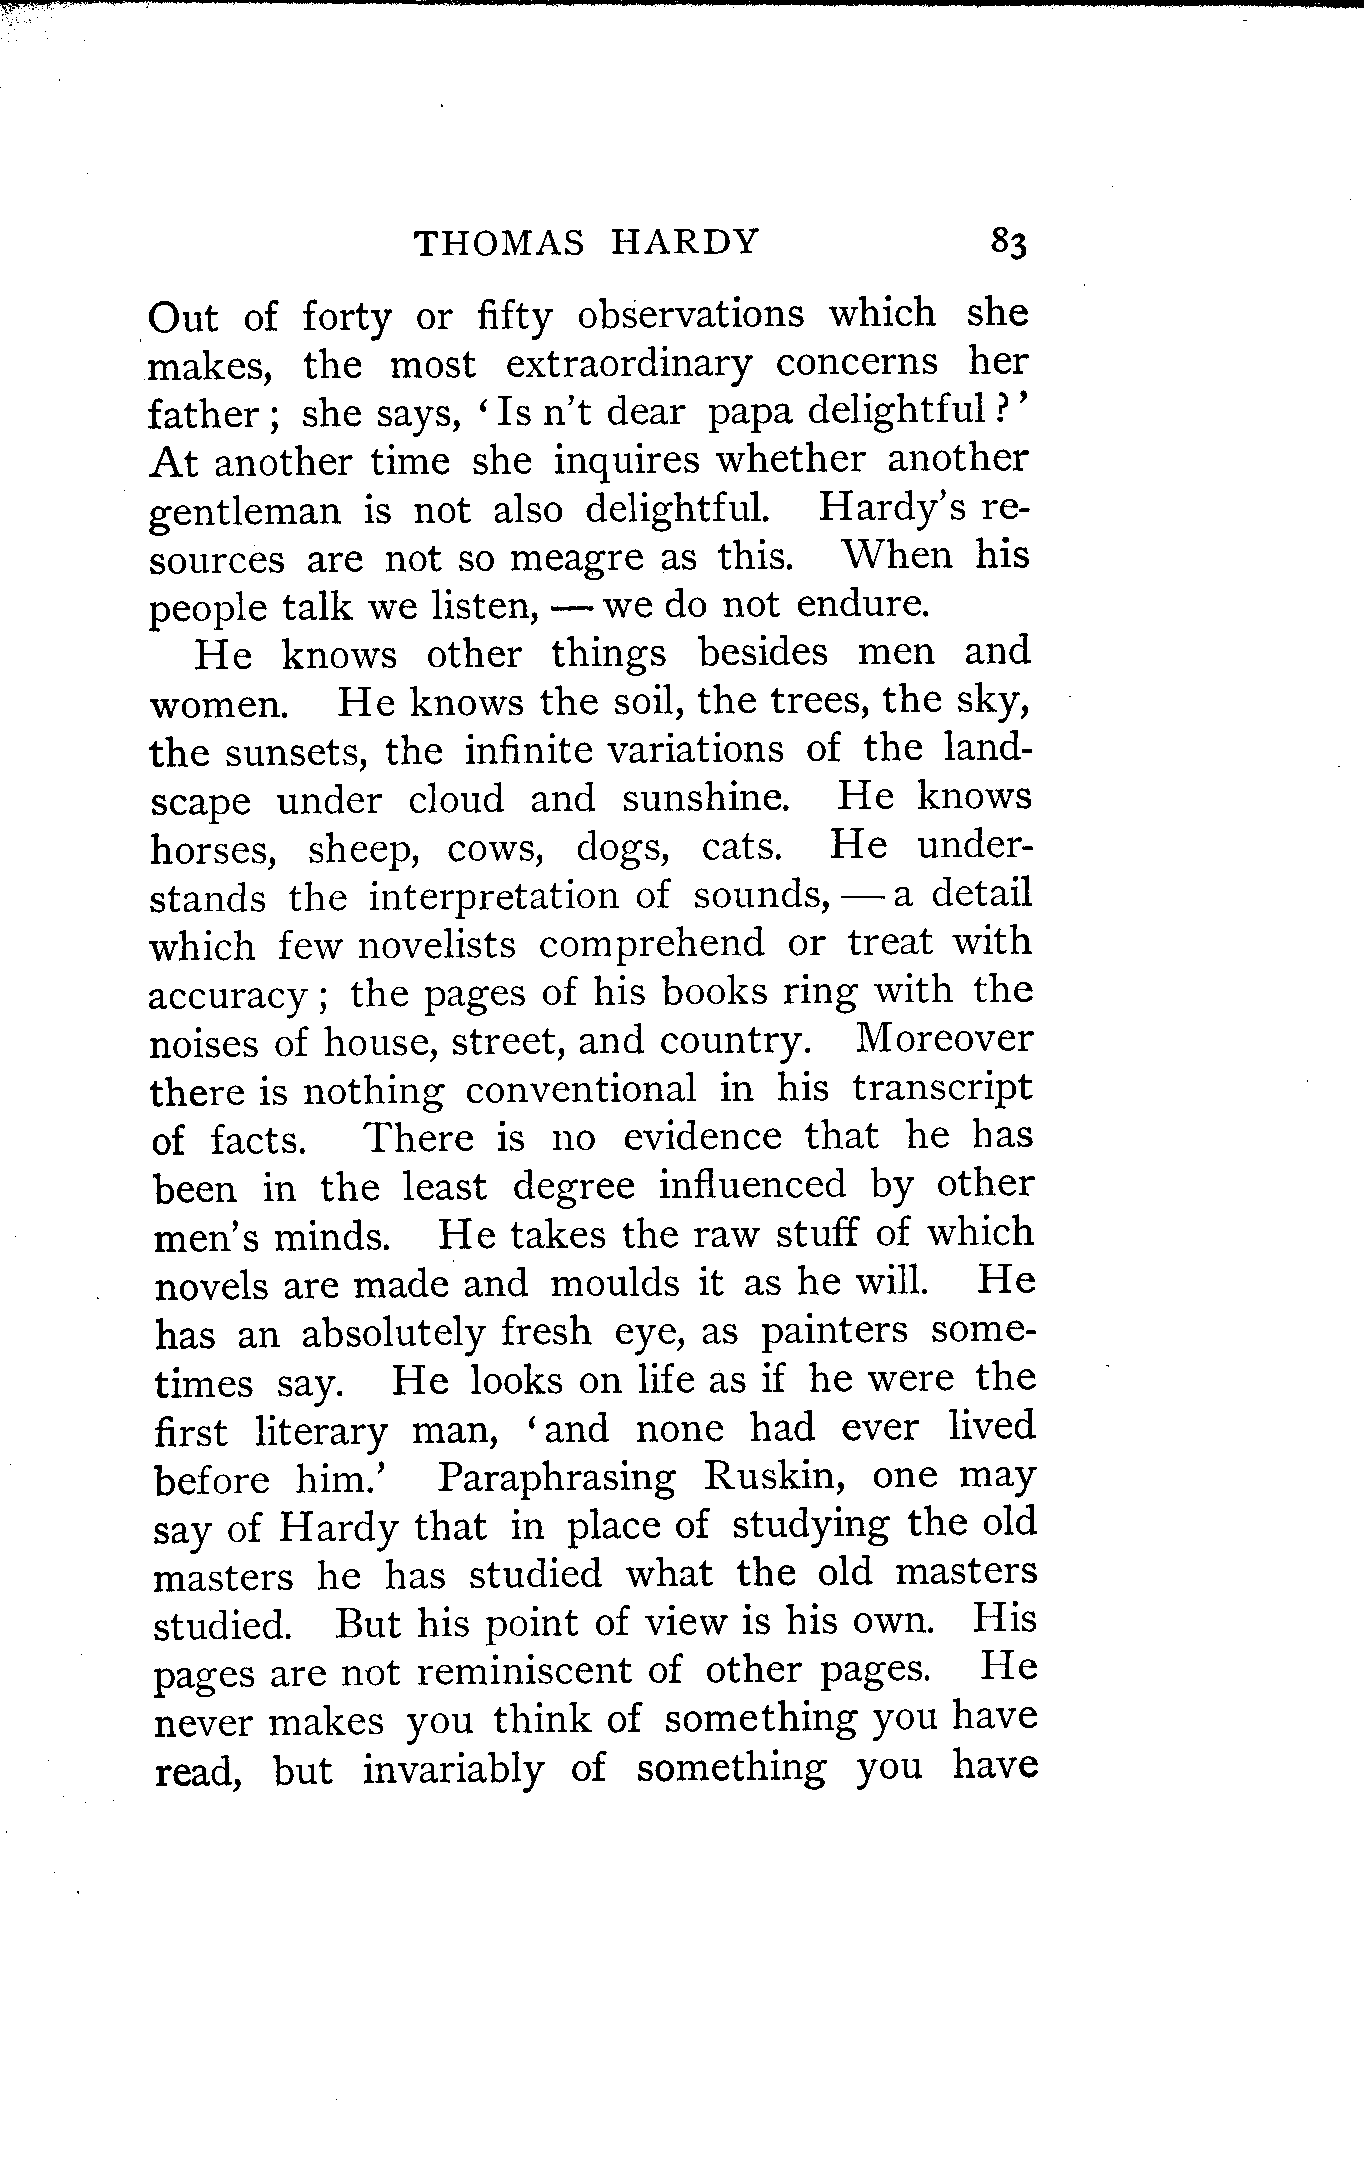 THOMAS HARDY 83
Out of forty or fifty observations which she
makes, the most extraordinary concerns her
father ; she says, ‘ Is n't dear papa delightful ? ’
At another time she inquires whether another
gentleman is not also delightful. Hardy's re-
sources are not so meagre as this. When his
people talk we listen, — we do not endure.
He knows other things besides men and
women. He knows the soil, the trees, the sky,
the sunsets, the infinite variations of the land-
scape under cloud and sunshine. He knows
horses, sheep, cows, dogs, cats. He under-
stands the interpretation of sounds, — a detail
which few novelists comprehend or treat with
accuracy ; the pages of his books ring with the
noises of house, street, and country. Moreover
there is nothing conventional in his transcript
of facts. There is no evidence that he has
been in the least degree influenced by other
men's minds. He takes the raw stuff of which
novels are made and moulds it as he will. He
has an absolutely fresh eye, as painters some-
times say. He looks on life as if he were the
first literary man, ‘ and none had ever lived
before him.’ Paraphrasing Ruskin, one may
say of Hardy that in place of studying the old
masters he has studied what the old masters
studied. But his point of view is his own. His
pages are not reminiscent of other pages. He
never makes you think of something you have
read, but invariably of something you have